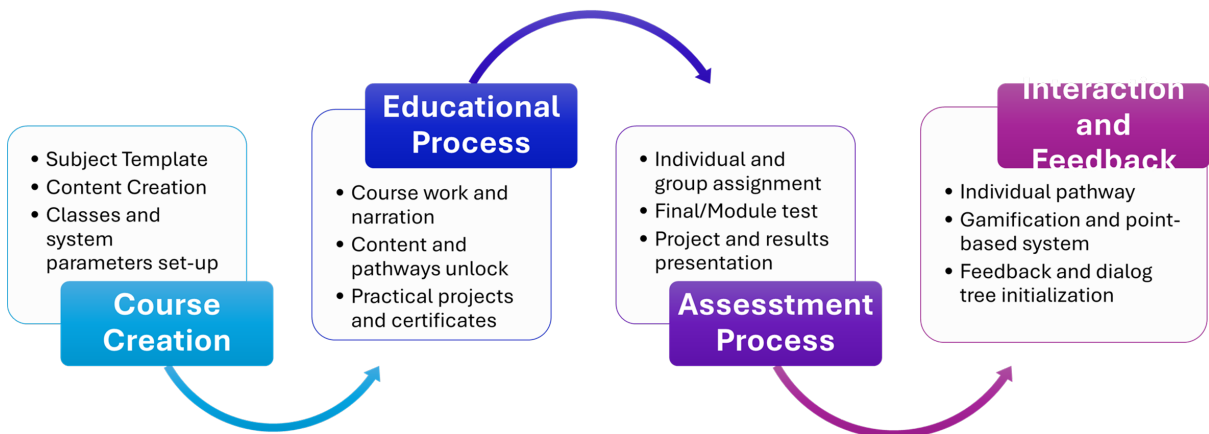 • Subject Template
• Content Creation
• Classes and
system
parameters set-up
Course
Creation
Educational
Process
• Course work and
narration
• Content and
pathways unlock
• Practical projects
and certificates
• Individual and
group assignment
• Final/Module test
• Project and results
presentation
Assesstment
Process
Interaction
and
Feedback
• Individual pathway
• Gamification and point-
based system
• Feedback and dialog
tree initialization